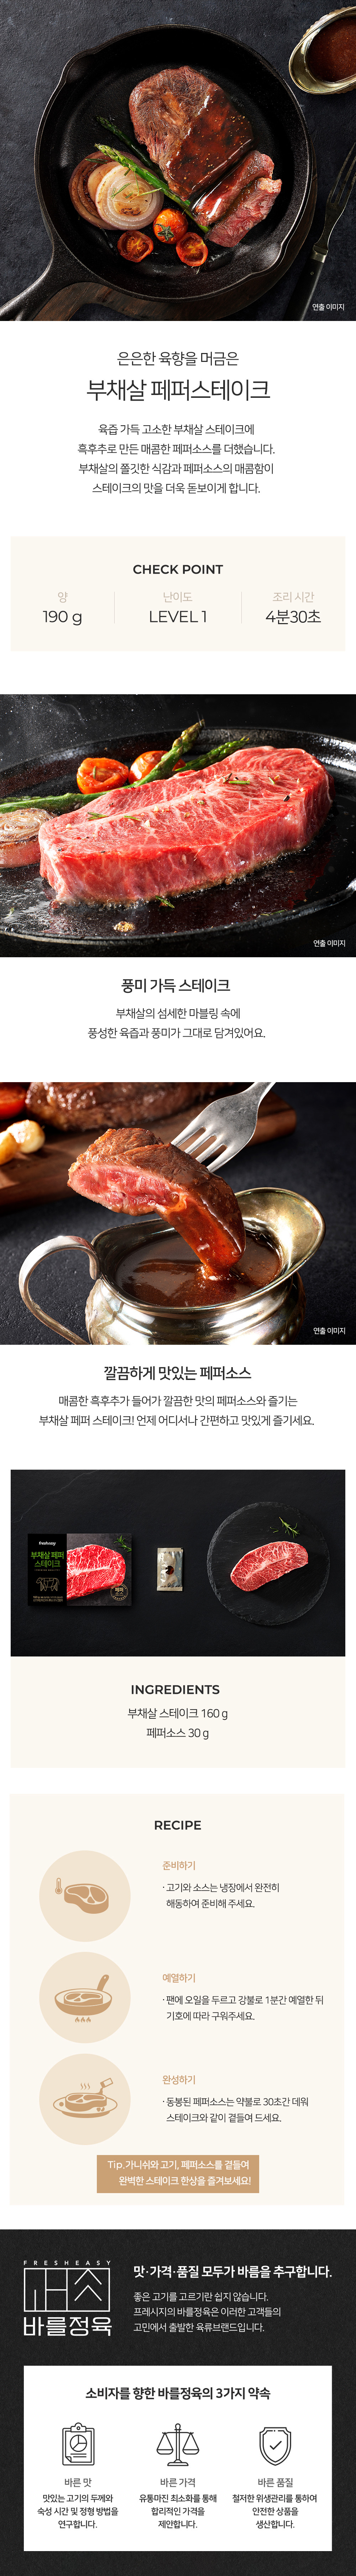 연출 이미지
은은한 육향을 머금은
부채살 페퍼스테이크
육즙 가득 고소한 부채살 스테이크에
흑후추로 만든 매콤한 페퍼소스를 더했습니다.
부채살의 쫄깃한 식감과 페퍼소스의 매콤함이
스테이크의 맛을 더욱 돋보이게 합니다.
CHECK POINT
양 난이도 조리 시간
190 g LEVEL 1 4분30초
연출 이미지
풍미 가득 스테이크
부채살의 섬세한 마블링 속에
풍성한 육즙과 풍미가 그대로 담겨있어요.
연출 이미지
깔끔하게 맛있는 페퍼소스
매콤한 흑후추가 들어가 깔끔한 맛의 페퍼소스와 즐기는
부채살 페퍼 스테이크! 언제 어디서나 간편하고 맛있게 즐기세요.
fresheasy
부채살 페퍼
스테이크
INGREDIENTS
부채살 스테이크 160 g
페퍼소스 30 g
RECIPE
준비하기
· 고기와 소스는 냉장에서 완전히
해동하여 준비해 주세요.
예열하기
· 팬에 오일을 두르고 강불로 1분간 예열한 뒤
기호에 따라 구워주세요.
완성하기
· 동봉된 페퍼소스는 약불로 30초간 데워
스테이크와 같이 곁들여 드세요.
Tip.가니쉬와 고기, 페퍼소스를 곁들여
완벽한 스테이크 한상을 즐겨보세요!
FRESHEASY
바를정육
맛·가격·품질 모두가 바름을 추구합니다.
좋은 고기를 고르기란 쉽지 않습니다.
프레시지의 바를정육은 이러한 고객들의
고민에서 출발한 육류브랜드입니다.
소비자를 향한 바를정육의 3가지 약속
바른 맛
맛있는 고기의 두께와
숙성 시간 및 정형 방법을
연구합니다.
바른 가격
유통마진 최소화를 통해
합리적인 가격을
제안합니다.
바른 품질
철저한 위생관리를 통하여
안전한 상품을
생산합니다.